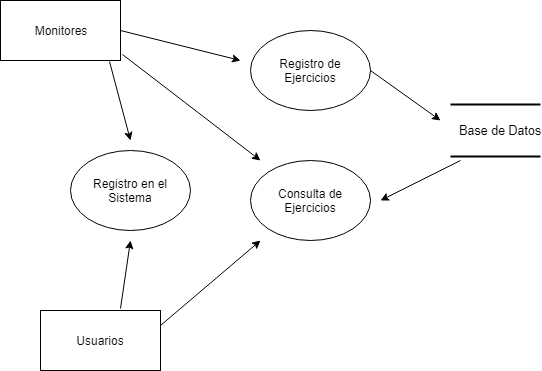 Monitores
Registro de
Ejercicios
Base de Datos
Registro en el
Sistema
Consulta de
Ejercicios
Usuarios